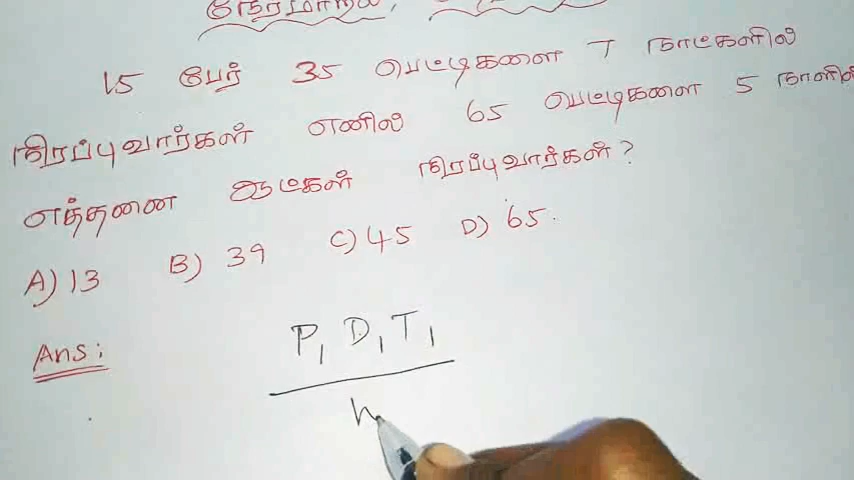 நேர்மாறல்,
15 பேர் 35 பெட்டிகளை 7 நாட்களில்
நிரப்புவார்கள் எனில் 65 பெட்டிகளை 5 நாளில்
எத்தனை ஆட்கள் நிரப்புவார்கள்?
A) 13 B) 39 C) 45 D) 65.
Ans:
P₁ D₁ T₁